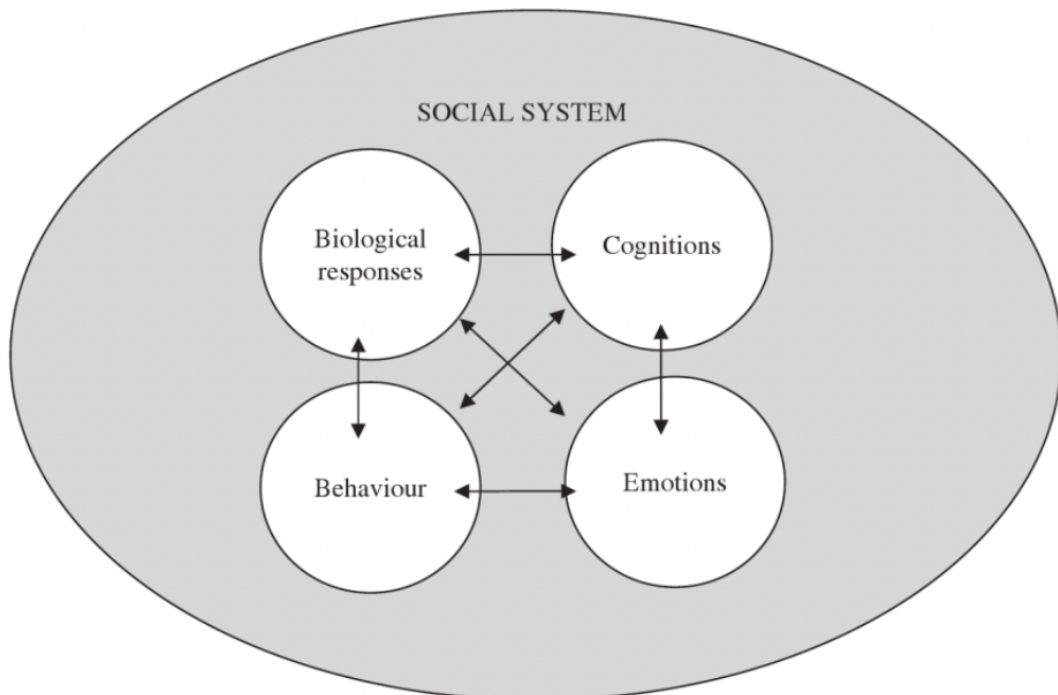 SOCIAL SYSTEM
Biological
responses
Cognitions
Behaviour
Emotions